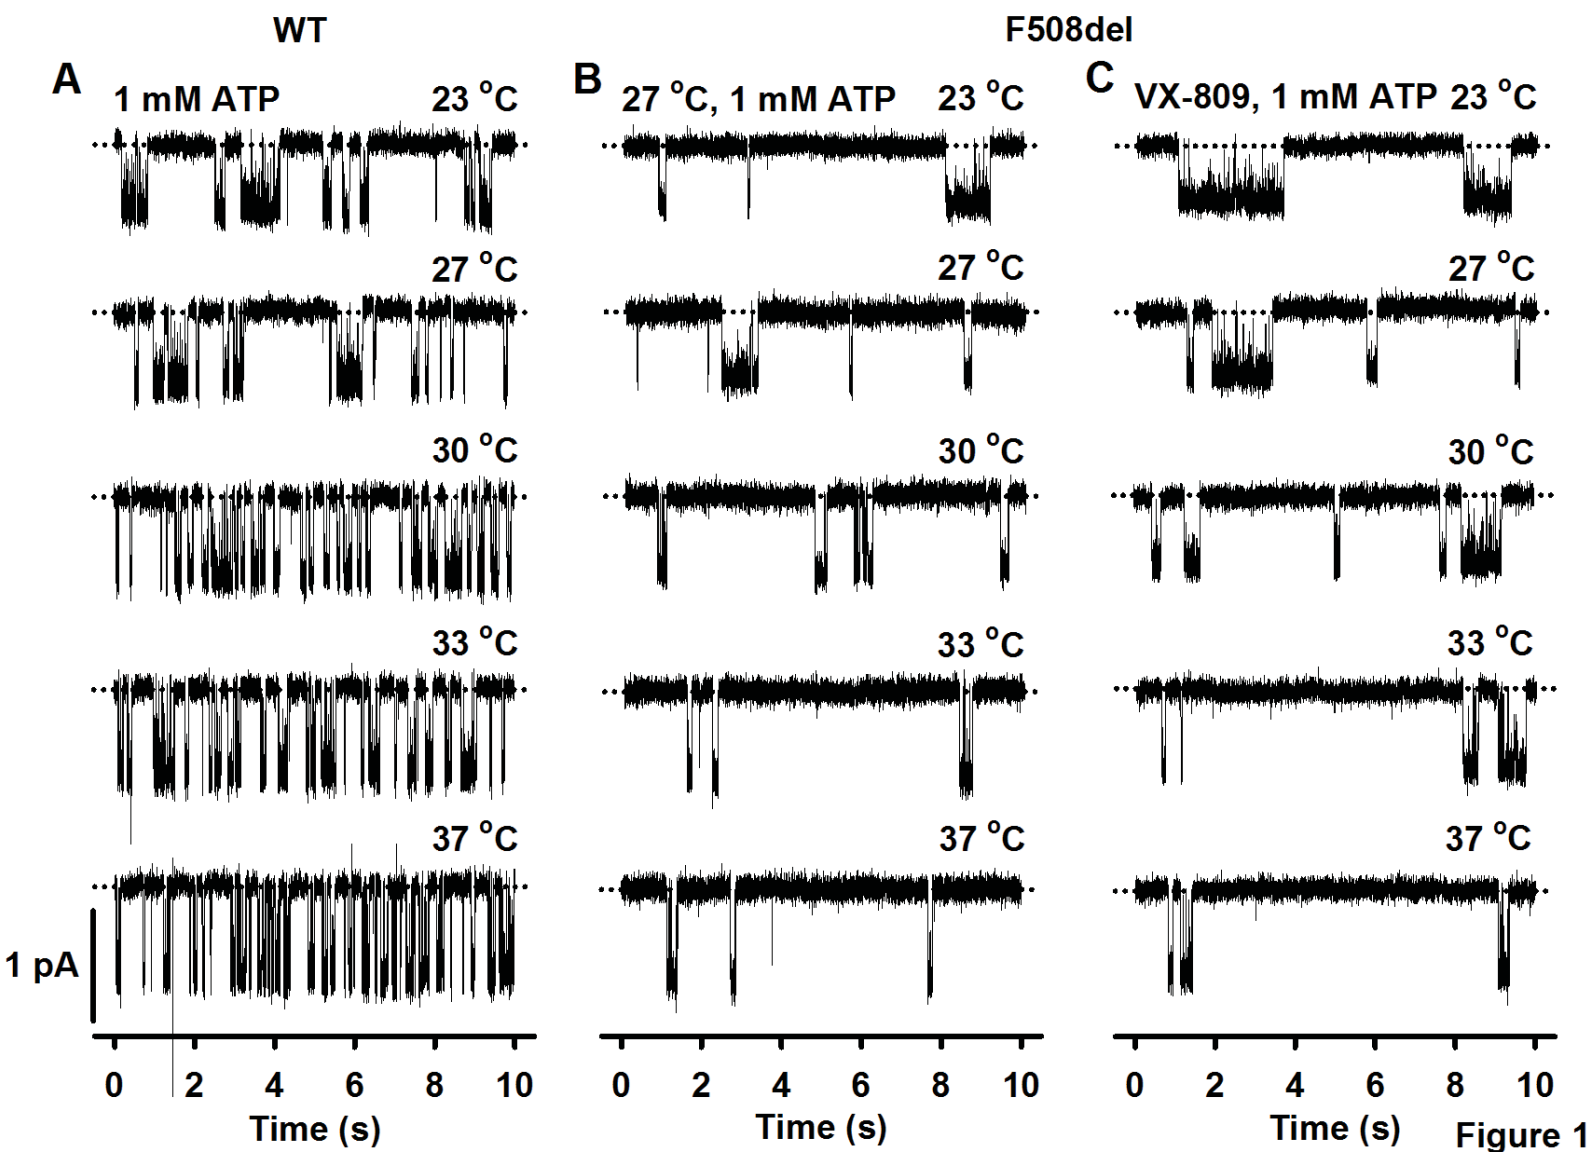 WT
F508del
A
1 mM ATP
23 °C
B
27 °C, 1 mM ATP
23 °C
C
VX-809, 1 mM ATP
23 °C
27 °C
27 °C
27 °C
30 °C
30 °C
30 °C
33 °C
33 °C
33 °C
37 °C
37 °C
37 °C
1 pA
0 2 4 6 8 10
0 2 4 6 8 10
0 2 4 6 8 10
Time (s)
Time (s)
Time (s)
Figure 1